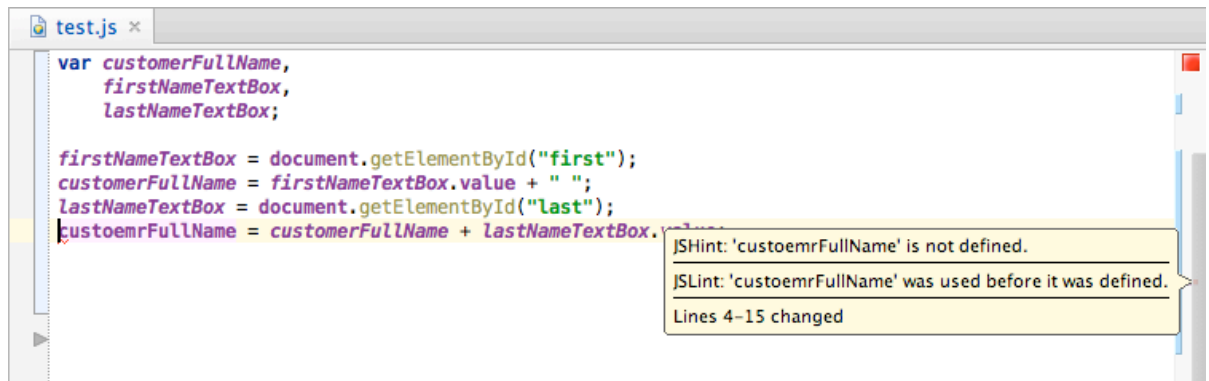 test.js
var customerFullName,
firstNameTextBox,
lastNameTextBox;
firstNameTextBox = document.getElementById("first");
customerFullName = firstNameTextBox.value + " ";
lastNameTextBox = document.getElementById("last");
custoemrFullName = customerFullName + lastNameTextBox.value;
JSHint: 'custoemrFullName' is not defined.
JSLint: 'custoemrFullName' was used before it was defined.
Lines 4–15 changed